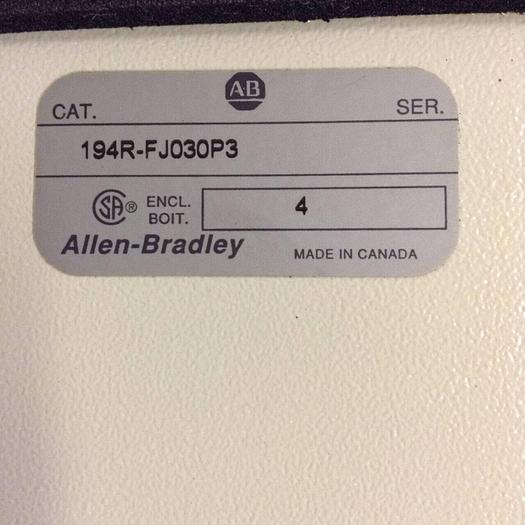 AB
CAT. SER.
194R-FJ030P3
SA® ENCL.
BOIT. 4
Allen-Bradley MADE IN CANADA